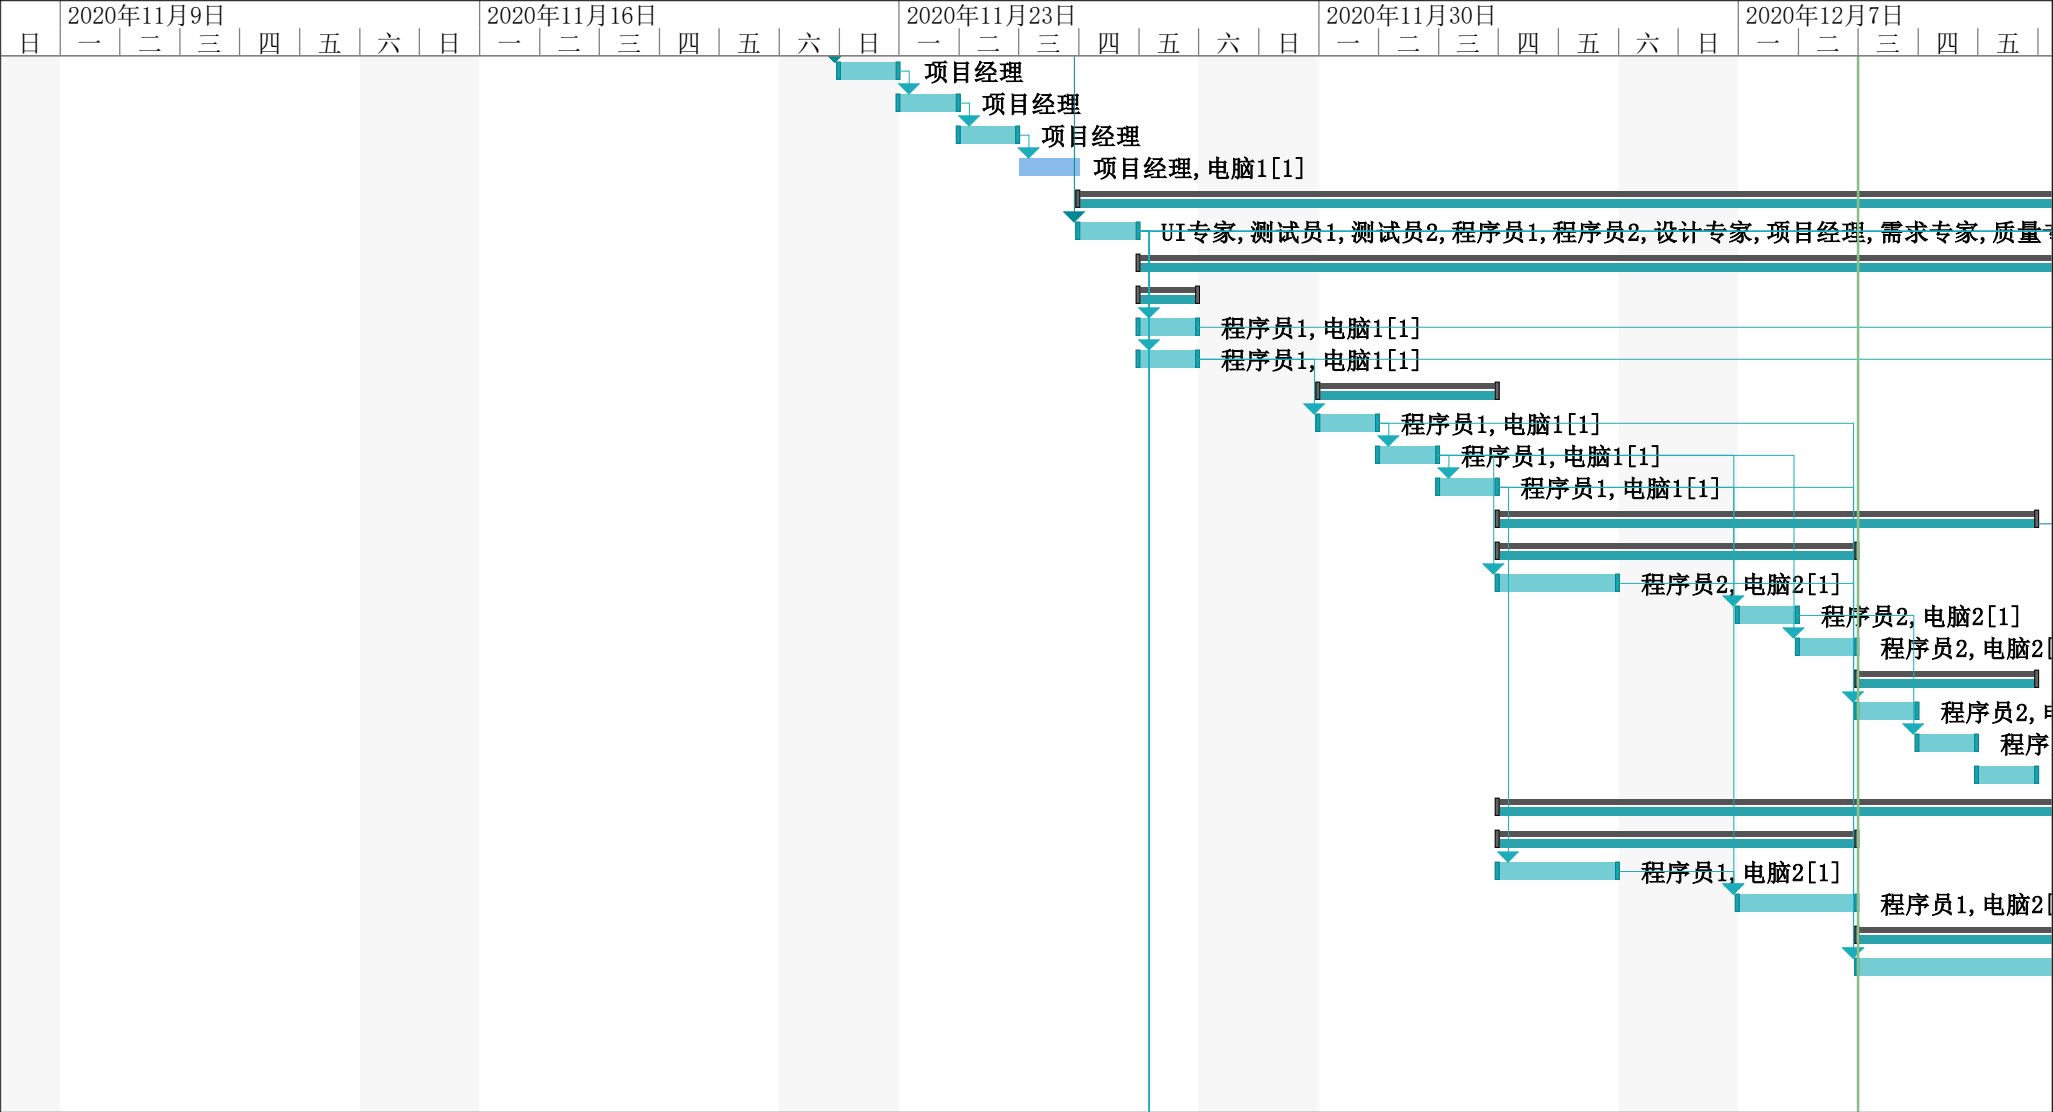 2020年11月9日 2020年11月16日 2020年11月23日 2020年11月30日 2020年12月7日
日 一 二 三 四 五 六 日 一 二 三 四 五 六 日 一 二 三 四 五 六 日 一 二 三 四 五 六 日 一 二 三 四 五
项目经理
项目经理
项目经理
项目经理,电脑1[1]
UI专家,测试员1,测试员2,程序员1,程序员2,设计专家,项目经理,需求专家,质量
程序员1,电脑1[1]
程序员1,电脑1[1]
程序员1,电脑1[1]
程序员1,电脑1[1]
程序员1,电脑1[1]
程序员2,电脑2[1]
程序员2,电脑2[1]
程序员2,电脑2[
程序员2,
程序
程序员1,电脑2[1]
程序员1,电脑2[